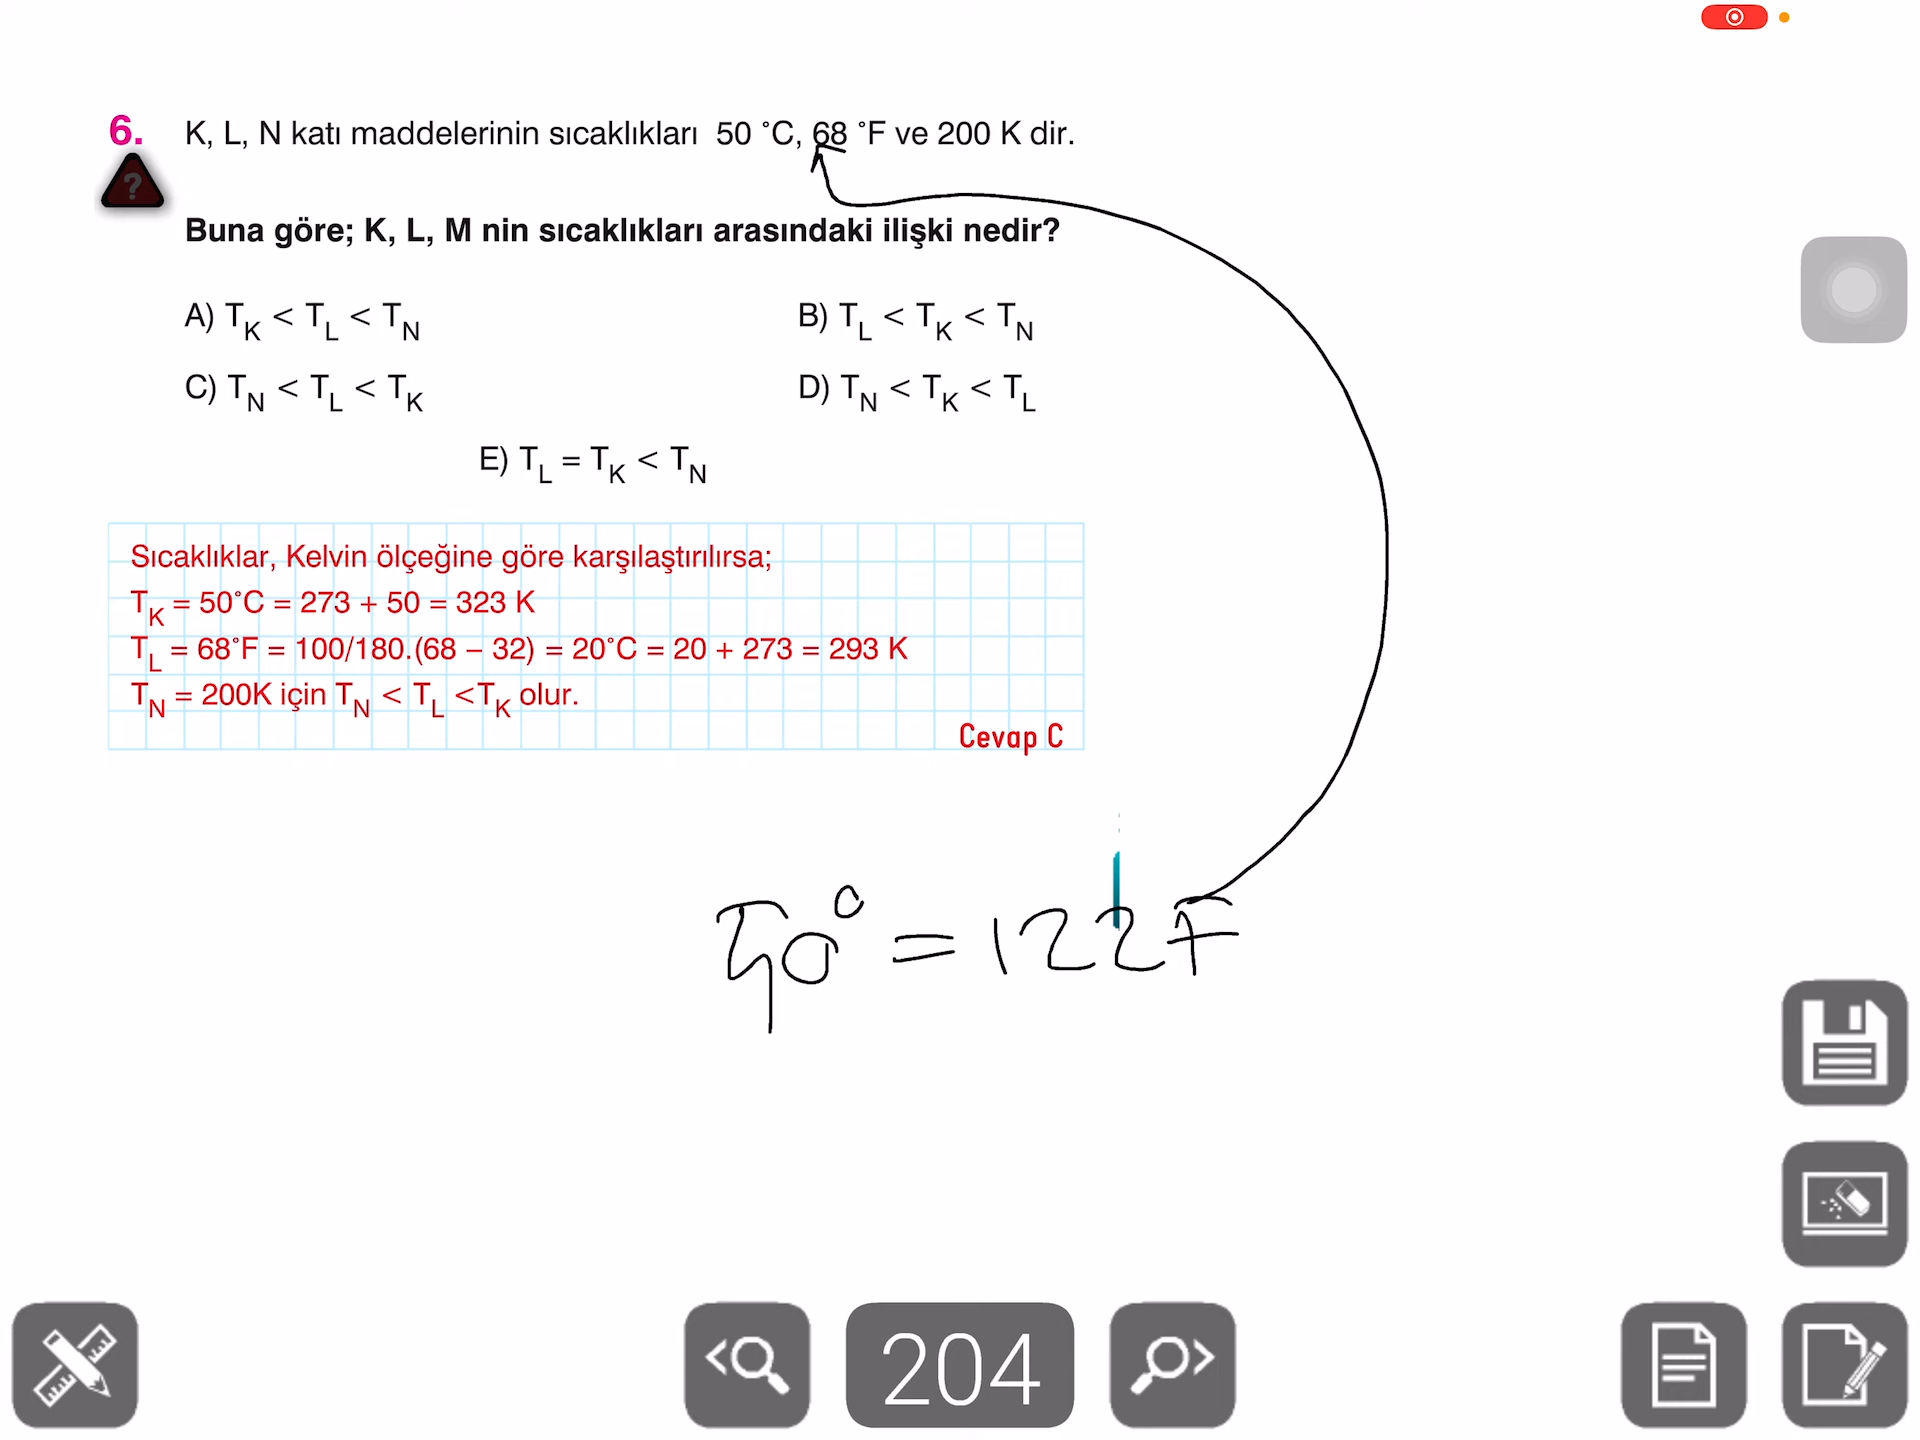 6. K, L, N katı maddelerinin sıcaklıkları 50 °C, 68 °F ve 200 K dir.
?
Buna göre; K, L, M nin sıcaklıkları arasındaki ilişki nedir?
A) T_K < T_L < T_N B) T_L < T_K < T_N
C) T_N < T_L < T_K D) T_N < T_K < T_L
E) T_L = T_K < T_N
Sıcaklıklar, Kelvin ölçeğine göre karşılaştırılırsa;
T_K = 50°C = 273 + 50 = 323 K
T_L = 68°F = 100/180.(68 – 32) = 20°C = 20 + 273 = 293 K
T_N = 200K için T_N < T_L <T_K olur.
Cevap C
50° = 122F
204